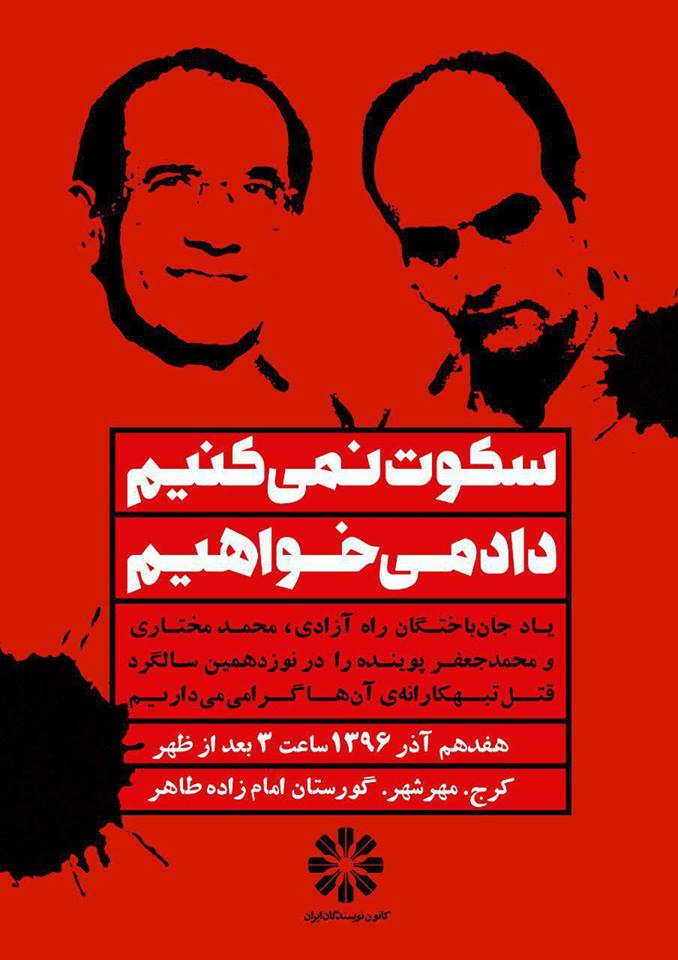 سکوت نمی‌کنیم
داد می‌خواهیم
یاد جان‌باختگان راه آزادی، محمد مختاری
و محمدجعفر پوینده را در نوزدهمین سالگرد
قتل تبهکارانه‌ی آن‌ها گرامی می‌داریم
هفدهم آذر ۱۳۹۶ ساعت ۳ بعد از ظهر
کرج. مهرشهر. گورستان امام زاده طاهر
کانون نویسندگان ایران